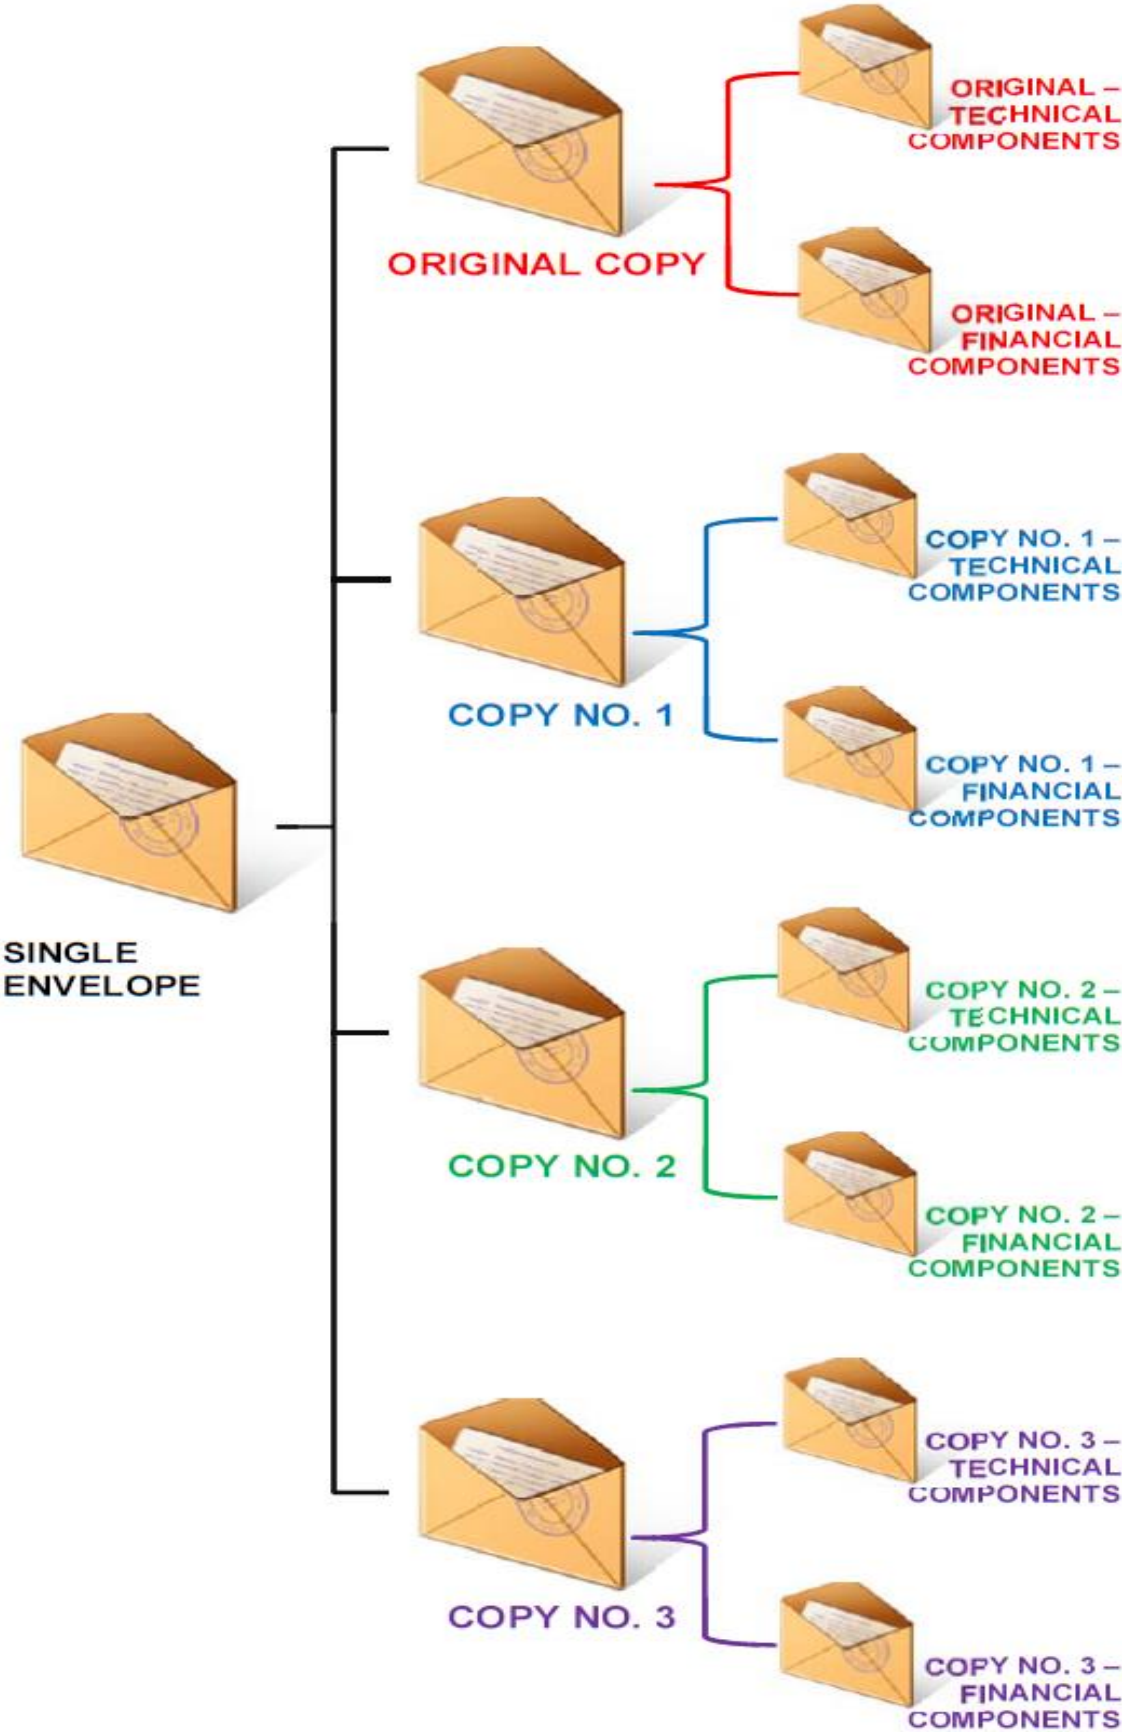 ORIGINAL –
TECHNICAL
COMPONENTS
ORIGINAL COPY
ORIGINAL –
FINANCIAL
COMPONENTS
COPY NO. 1 –
TECHNICAL
COMPONENTS
COPY NO. 1
COPY NO. 1 –
FINANCIAL
COMPONENTS
SINGLE
ENVELOPE
COPY NO. 2 –
TECHNICAL
COMPONENTS
COPY NO. 2
COPY NO. 2 –
FINANCIAL
COMPONENTS
COPY NO. 3 –
TECHNICAL
COMPONENTS
COPY NO. 3
COPY NO. 3 –
FINANCIAL
COMPONENTS